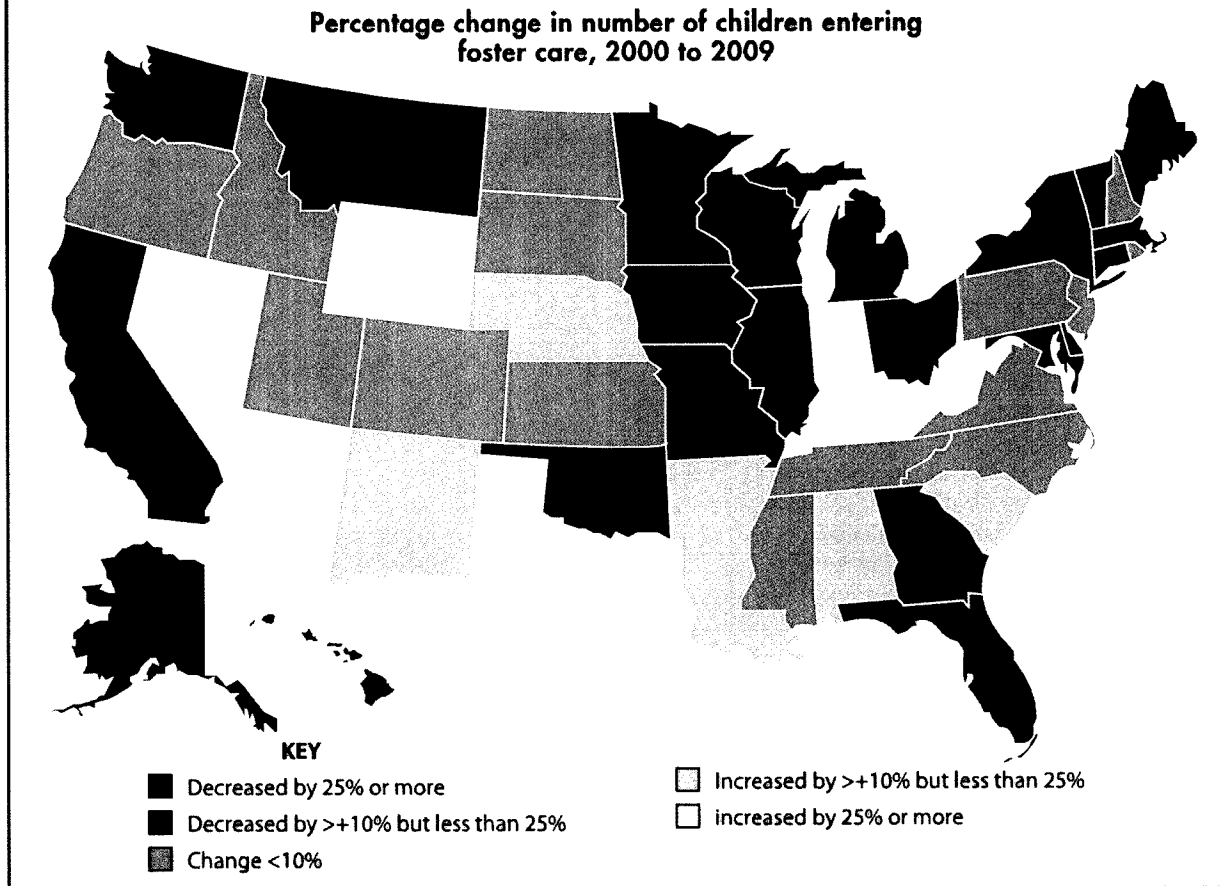 Percentage change in number of children entering
foster care, 2000 to 2009
KEY
Decreased by 25% or more
Decreased by >+10% but less than 25%
Change <10%
Increased by >+10% but less than 25%
increased by 25% or more